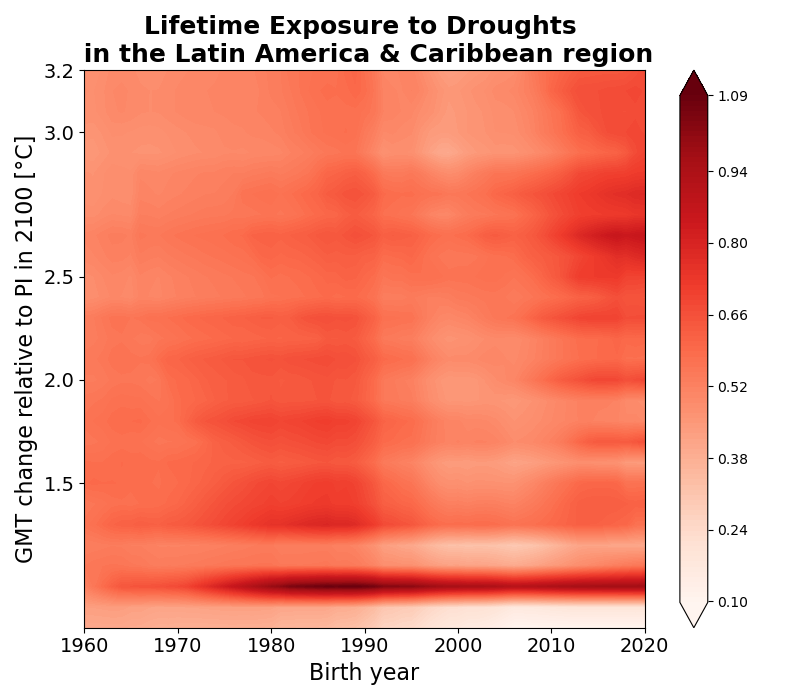 Lifetime Exposure to Droughts
in the Latin America & Caribbean region
GMT change relative to PI in 2100 [°C]
3.2
3.0
2.5
2.0
1.5
1960 1970 1980 1990 2000 2010 2020
Birth year
1.09
0.94
0.80
0.66
0.52
0.38
0.24
0.10